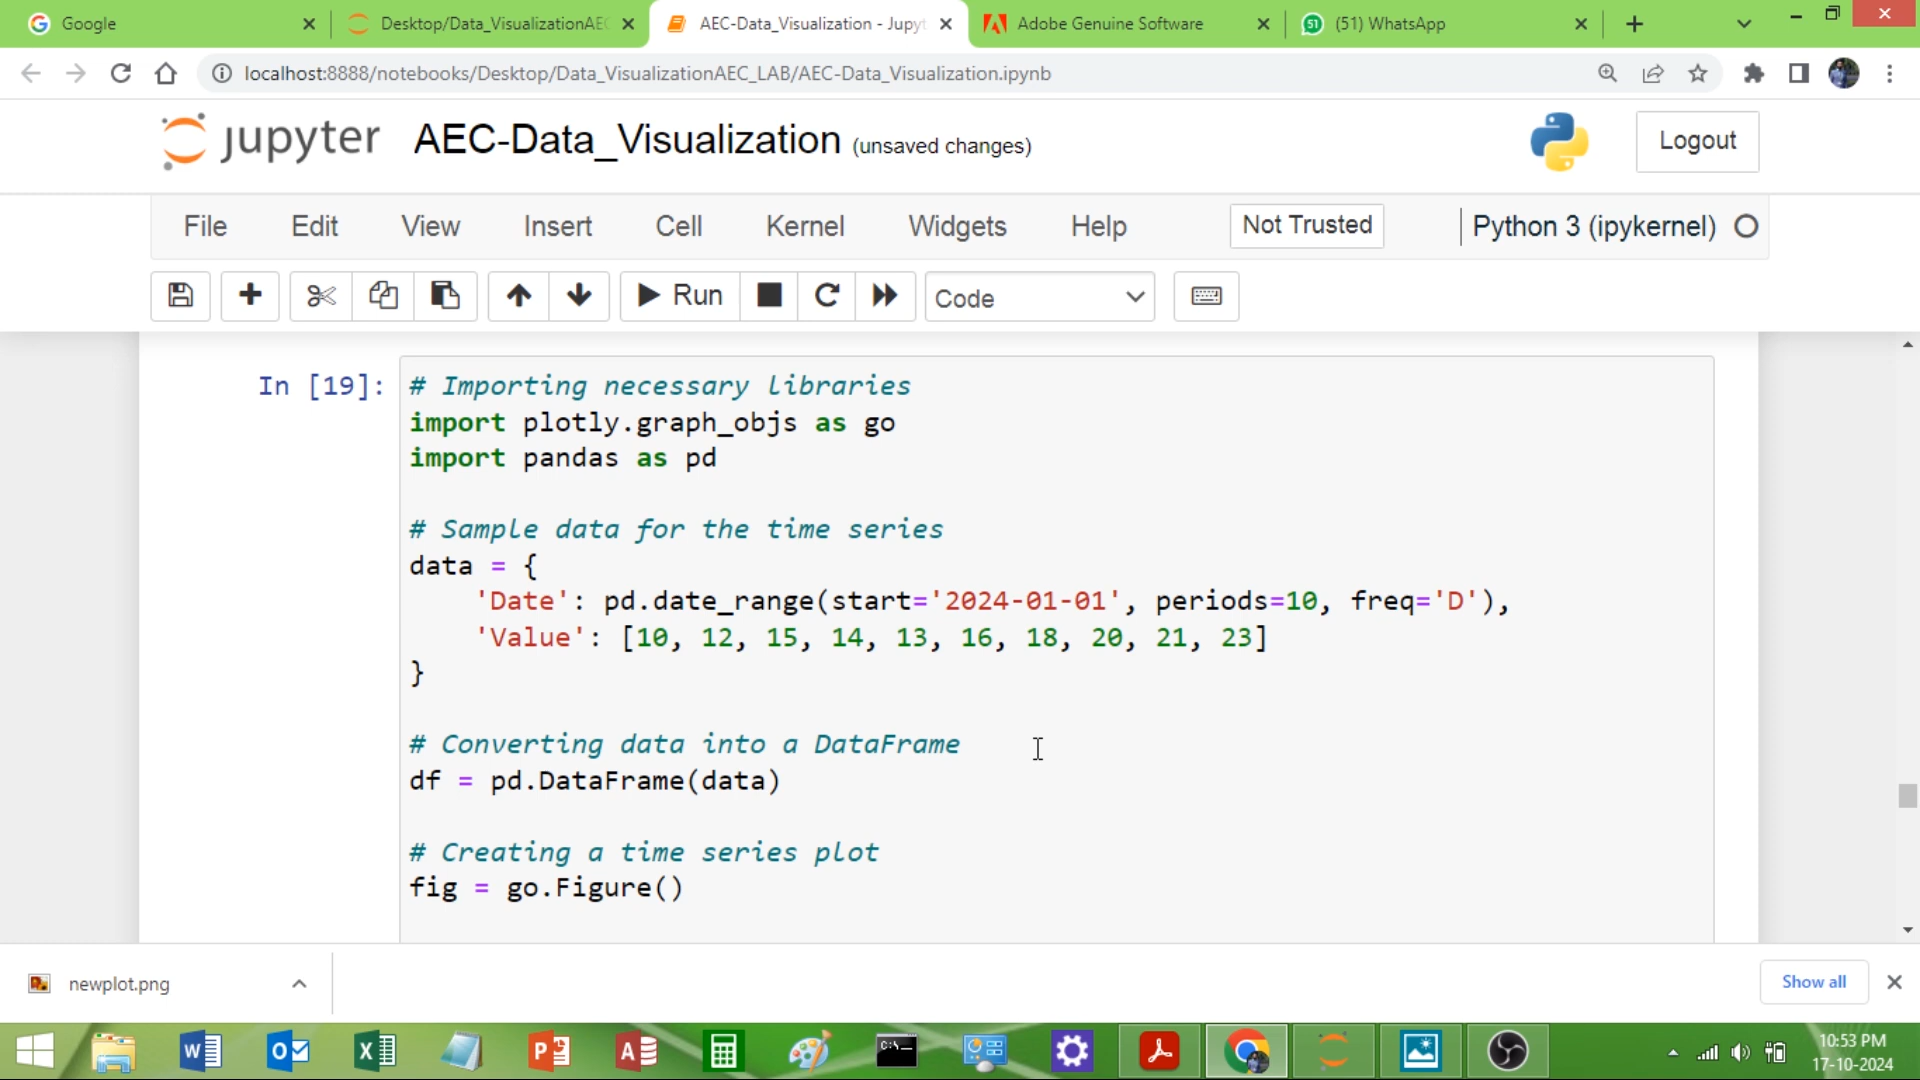 Google
Desktop/Data_VisualizationAEC
AEC-Data_Visualization - Jupyt
Adobe Genuine Software
51
(51) WhatsApp
localhost:8888/notebooks/Desktop/Data_VisualizationAEC_LAB/AEC-Data_Visualization.ipynb
jupyter AEC-Data_Visualization (unsaved changes)
Logout
File Edit View Insert Cell Kernel Widgets Help Not Trusted Python 3 (ipykernel)
Run Code
In [19]:
# Importing necessary libraries
import plotly.graph_objs as go
import pandas as pd
# Sample data for the time series
data = {
'Date': pd.date_range(start='2024-01-01', periods=10, freq='D'),
'Value': [10, 12, 15, 14, 13, 16, 18, 20, 21, 23]
}
# Converting data into a DataFrame
df = pd.DataFrame(data)
# Creating a time series plot
fig = go.Figure()
newplot.png
Show all
10:53 PM
17-10-2024